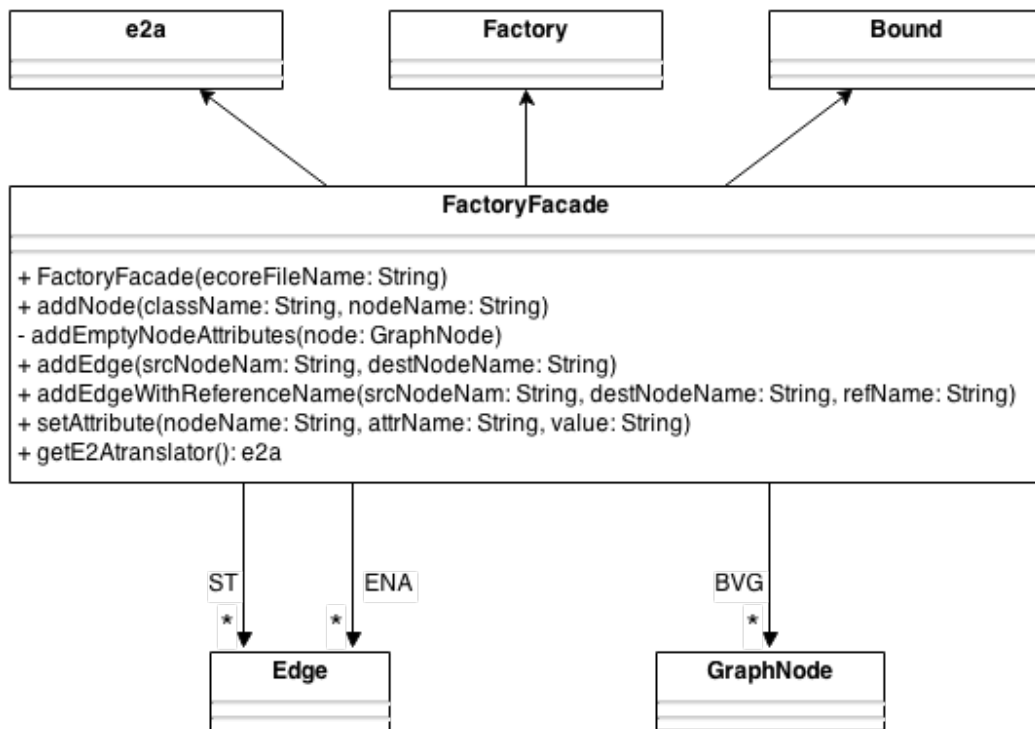 e2a
Factory
Bound
FactoryFacade
+ FactoryFacade(ecoreFileName: String)
+ addNode(className: String, nodeName: String)
- addEmptyNodeAttributes(node: GraphNode)
+ addEdge(srcNodeNam: String, destNodeName: String)
+ addEdgeWithReferenceName(srcNodeNam: String, destNodeName: String, refName: String)
+ setAttribute(nodeName: String, attrName: String, value: String)
+ getE2Atranslator(): e2a
ST
ENA
BVG
*
*
*
Edge
GraphNode